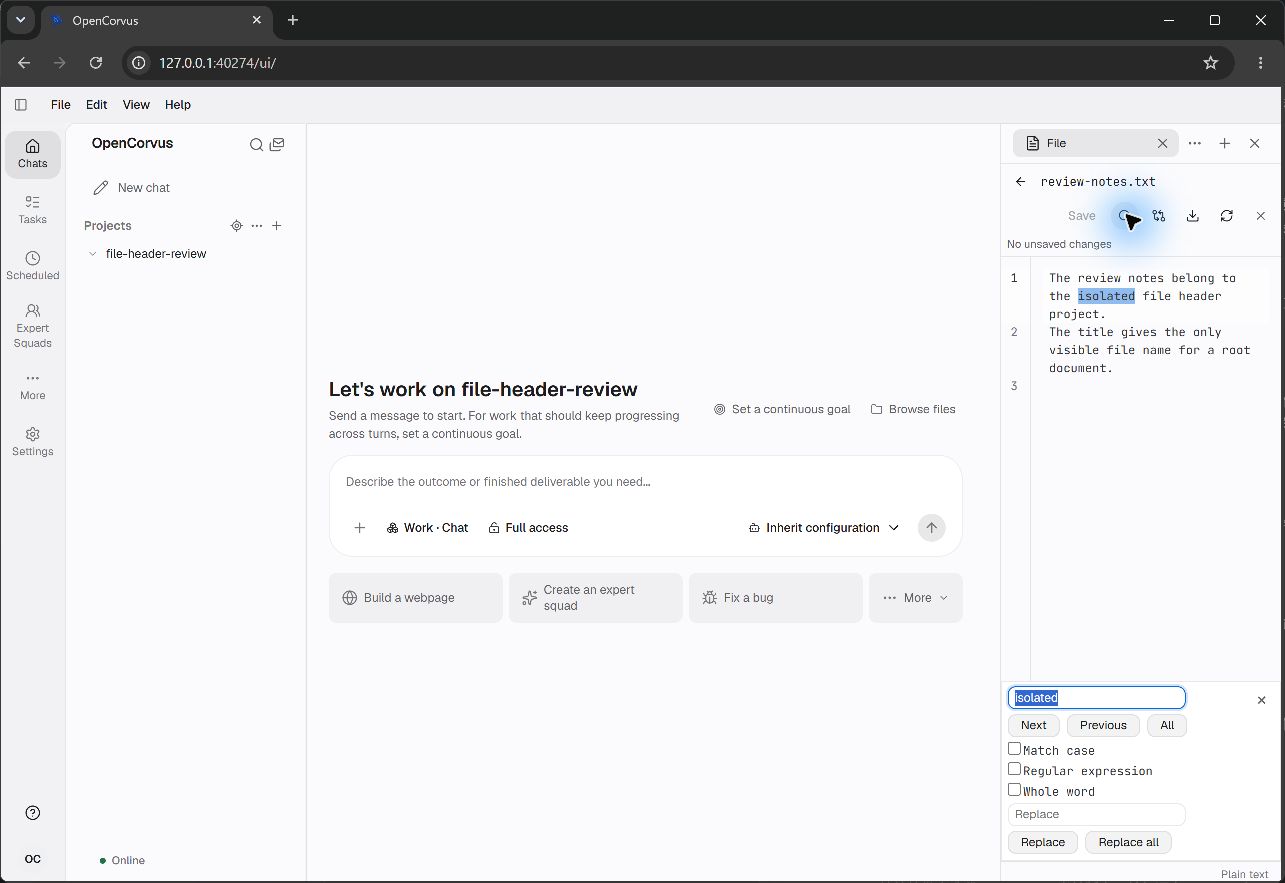 OpenCorvus
127.0.0.1:40274/ui/
File Edit View Help
Chats
Tasks
Scheduled
Expert
Squads
More
Settings
OC
OpenCorvus
New chat
Projects
file-header-review
Online
Let's work on file-header-review
Send a message to start. For work that should keep progressing
across turns, set a continuous goal.
Set a continuous goal
Browse files
Describe the outcome or finished deliverable you need...
Work · Chat
Full access
Inherit configuration
Build a webpage
Create an expert
squad
Fix a bug
More
File
review-notes.txt
Save
No unsaved changes
1 The review notes belong to
the isolated file header
project.
2 The title gives the only
visible file name for a root
document.
3
isolated
Next Previous All
Match case
Regular expression
Whole word
Replace
Replace Replace all
Plain text